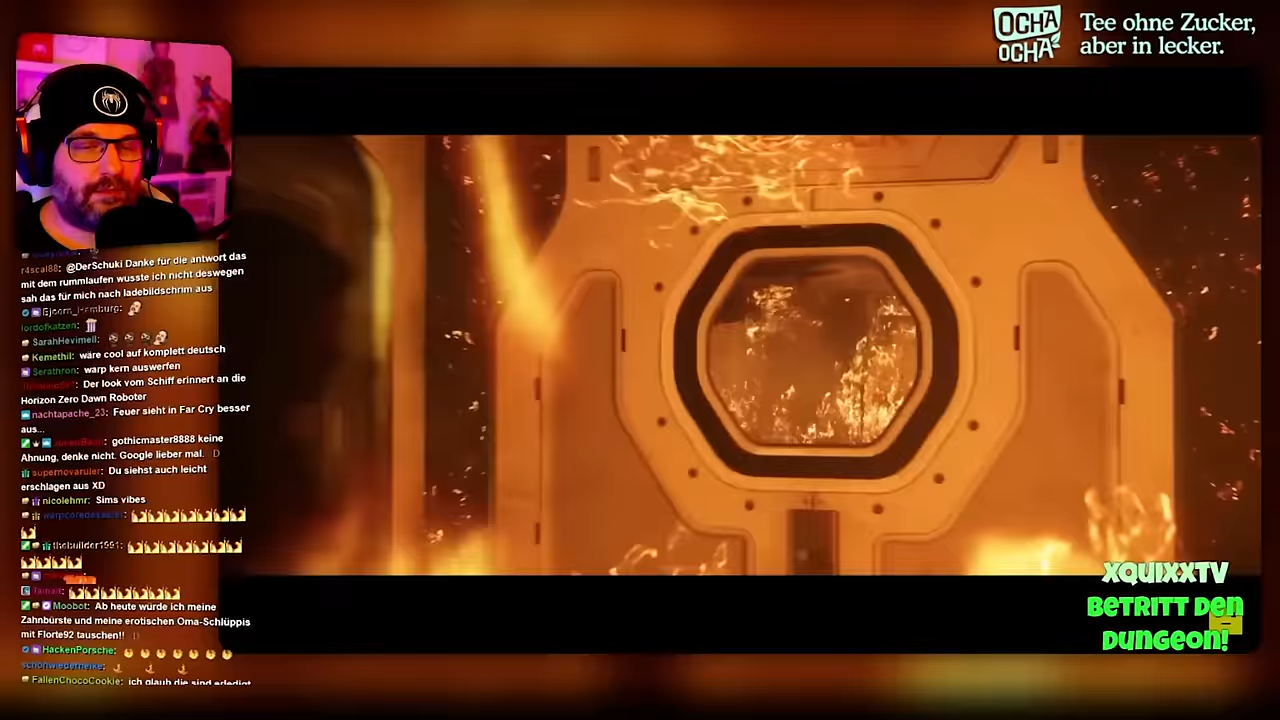 OCHA
OCHA
Tee ohne Zucker,
aber in lecker.
r4scal88: @DerSchuki Danke für die antwort das
mit dem rummlaufen wusste ich nicht deswegen
sah das für mich nach ladebildschrim aus
Bjoern_Hamburg:
lordofkatzen:
SarahHevimeil:
Kemethil: wäre cool auf komplett deutsch
Serathron: warp kern auswerfen
Der look vom Schiff erinnert an die
Horizon Zero Dawn Roboter
nachtapache_23: Feuer sieht in Far Cry besser
aus...
gothicmaster8888 keine
Ahnung, denke nicht. Google lieber mal. :D
supernovaruler: Du siehst auch leicht
erschlagen aus XD
nicolehmr: Sims vibes
thebuilder1991:
Moobot: Ab heute würde ich meine
Zahnbürste und meine erotischen Oma-Schlüppis
mit Florte92 tauschen!! :D
HackenPorsche:
schonwiederheike:
FallenChocoCookie: ich glaub die sind erledigt
XQUIXXTV
BETRITT DEN
DUNGEON!